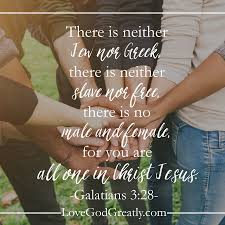 There is neither
Jew nor Greek,
there is neither
slave nor free,
there is no
male and female,
for you are
all one in Christ Jesus.
-Galatians 3:28-
LoveGodGreatly.com